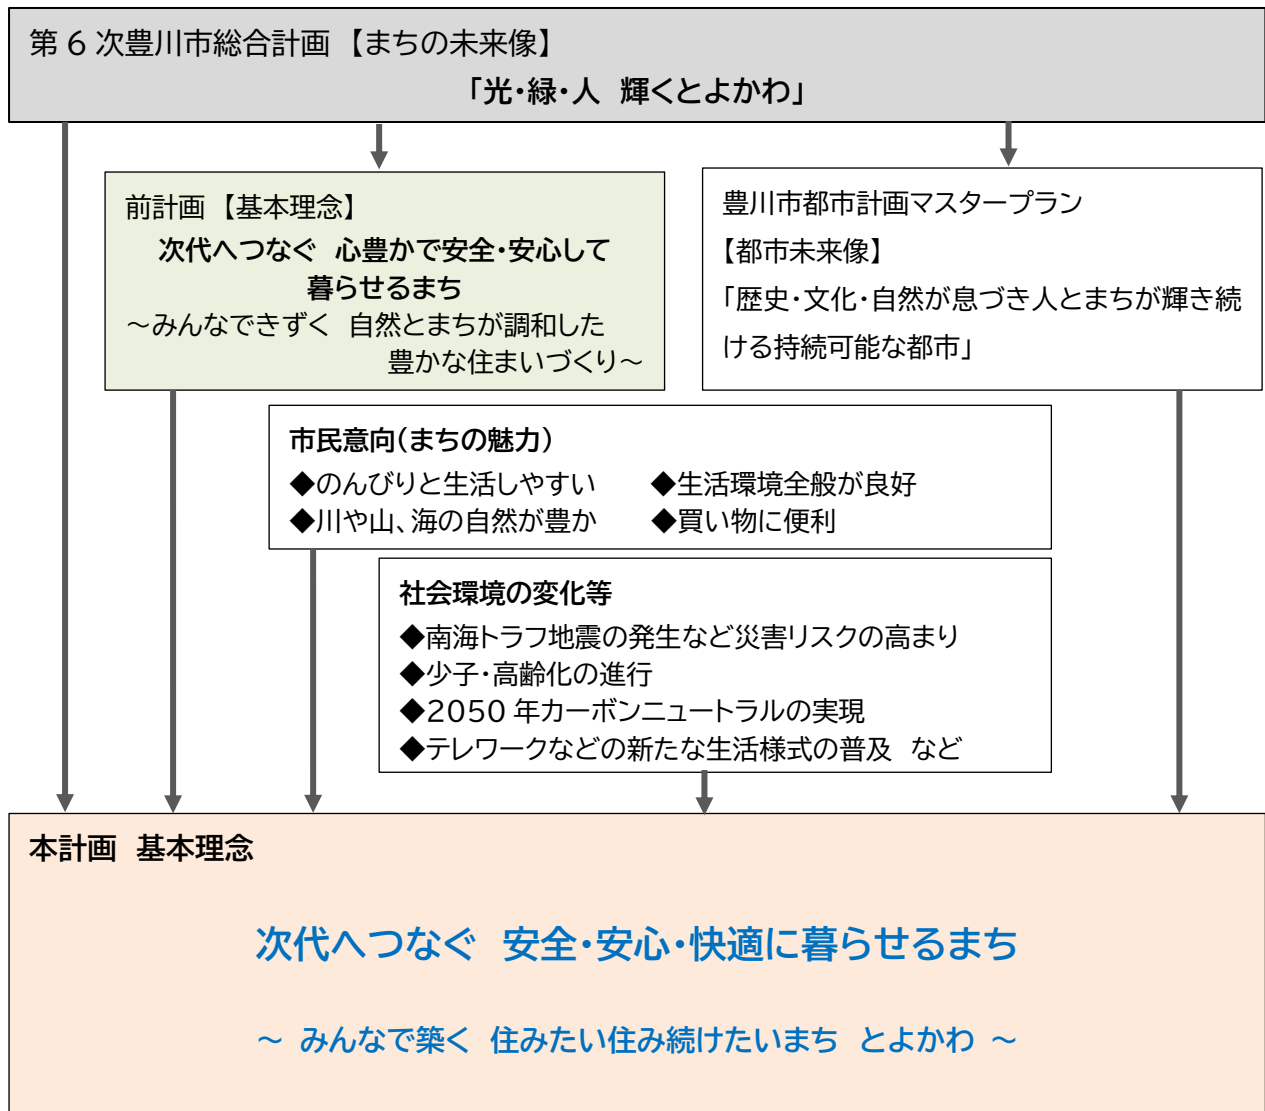 第6次豊川市総合計画 【まちの未来像】
「光・緑・人 輝くとよかわ」
前計画 【基本理念】
次代へつなぐ 心豊かで安全・安心して
暮らせるまち
～みんなできずく 自然とまちが調和した
豊かな住まいづくり～
豊川市都市計画マスタープラン
【都市未来像】
「歴史・文化・自然が息づき人とまちが輝き続
ける持続可能な都市」
市民意向（まちの魅力）
◆のんびりと生活しやすい ◆生活環境全般が良好
◆川や山、海の自然が豊か ◆買い物に便利
社会環境の変化等
◆南海トラフ地震の発生など災害リスクの高まり
◆少子・高齢化の進行
◆2050年カーボンニュートラルの実現
◆テレワークなどの新たな生活様式の普及 など
本計画 基本理念
次代へつなぐ 安全・安心・快適に暮らせるまち
～ みんなで築く 住みたい住み続けたいまち とよかわ ～